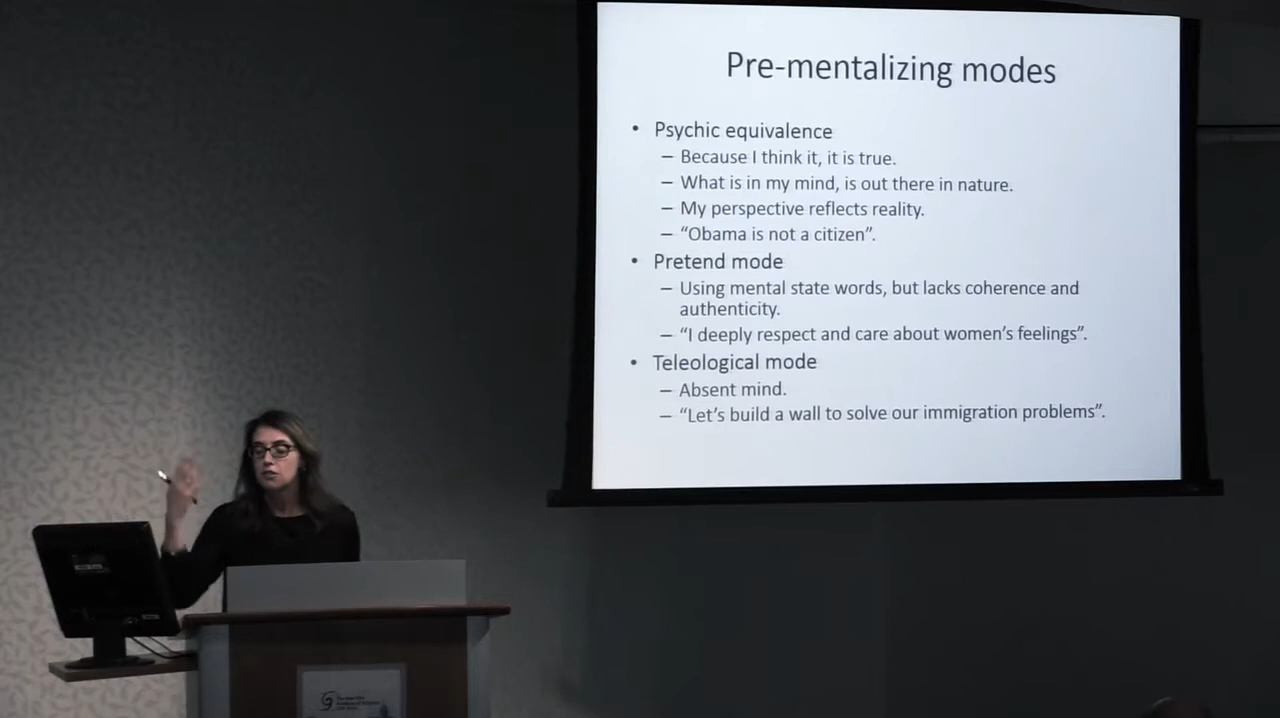 Pre-mentalizing modes
• Psychic equivalence
– Because I think it, it is true.
– What is in my mind, is out there in nature.
– My perspective reflects reality.
– “Obama is not a citizen”.
• Pretend mode
– Using mental state words, but lacks coherence and
authenticity.
– “I deeply respect and care about women’s feelings”.
• Teleological mode
– Absent mind.
– “Let’s build a wall to solve our immigration problems”.